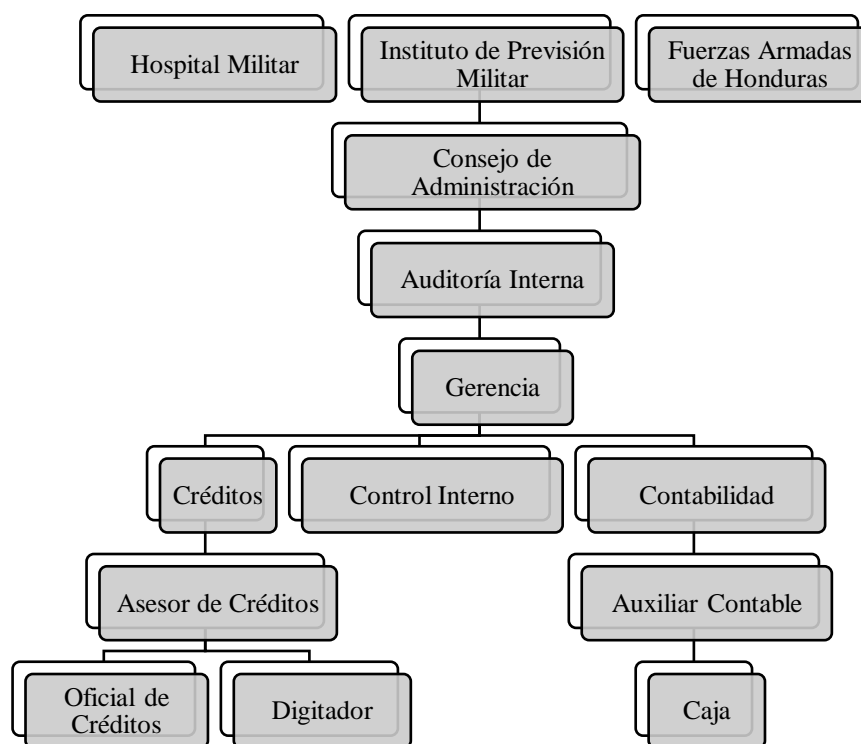 Hospital Militar
Instituto de Previsión
Militar
Fuerzas Armadas
de Honduras
Consejo de
Administración
Auditoría Interna
Gerencia
Créditos
Control Interno
Contabilidad
Asesor de Créditos
Auxiliar Contable
Oficial de
Créditos
Digitador
Caja